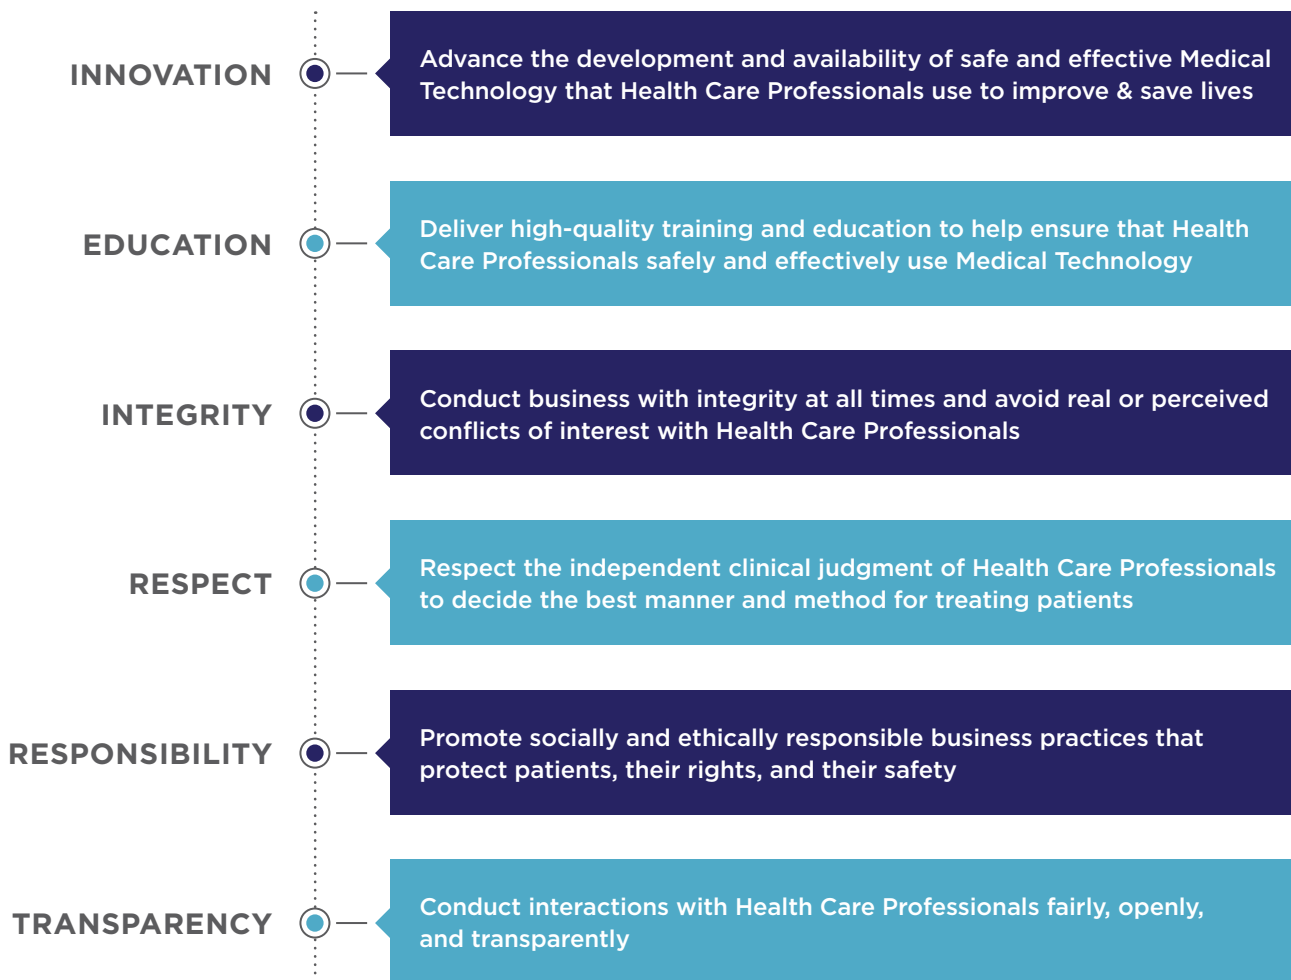 INNOVATION
Advance the development and availability of safe and effective Medical
Technology that Health Care Professionals use to improve & save lives
EDUCATION
Deliver high-quality training and education to help ensure that Health
Care Professionals safely and effectively use Medical Technology
INTEGRITY
Conduct business with integrity at all times and avoid real or perceived
conflicts of interest with Health Care Professionals
RESPECT
Respect the independent clinical judgment of Health Care Professionals
to decide the best manner and method for treating patients
RESPONSIBILITY
Promote socially and ethically responsible business practices that
protect patients, their rights, and their safety
TRANSPARENCY
Conduct interactions with Health Care Professionals fairly, openly,
and transparently